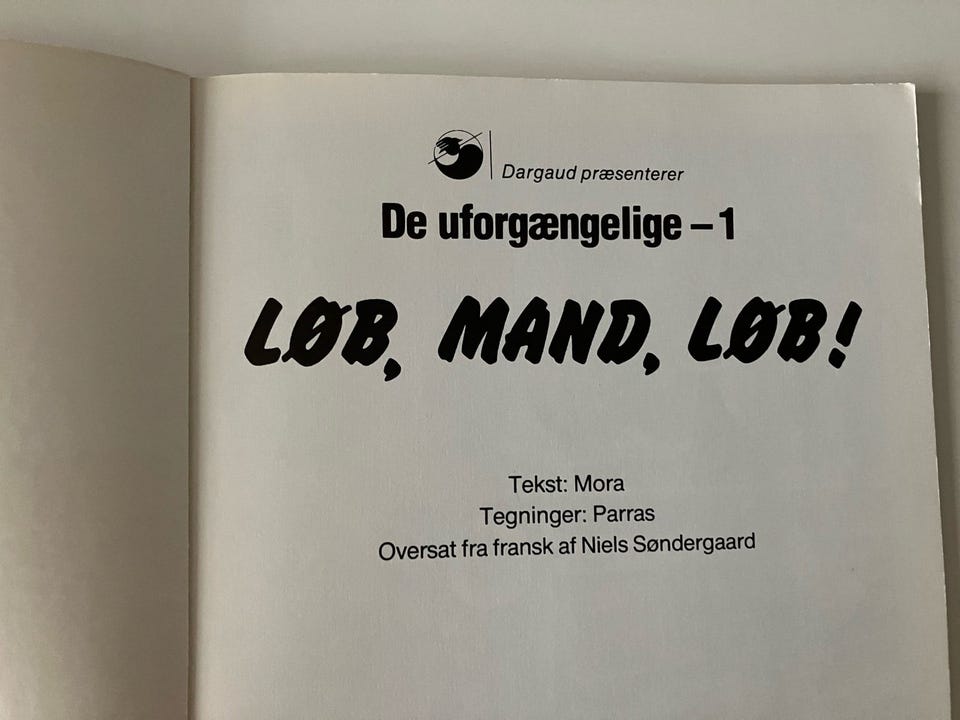 Dargaud præsenterer
De uforgængelige – 1
LØB, MAND, LØB!
Tekst: Mora
Tegninger: Parras
Oversat fra fransk af Niels Søndergaard